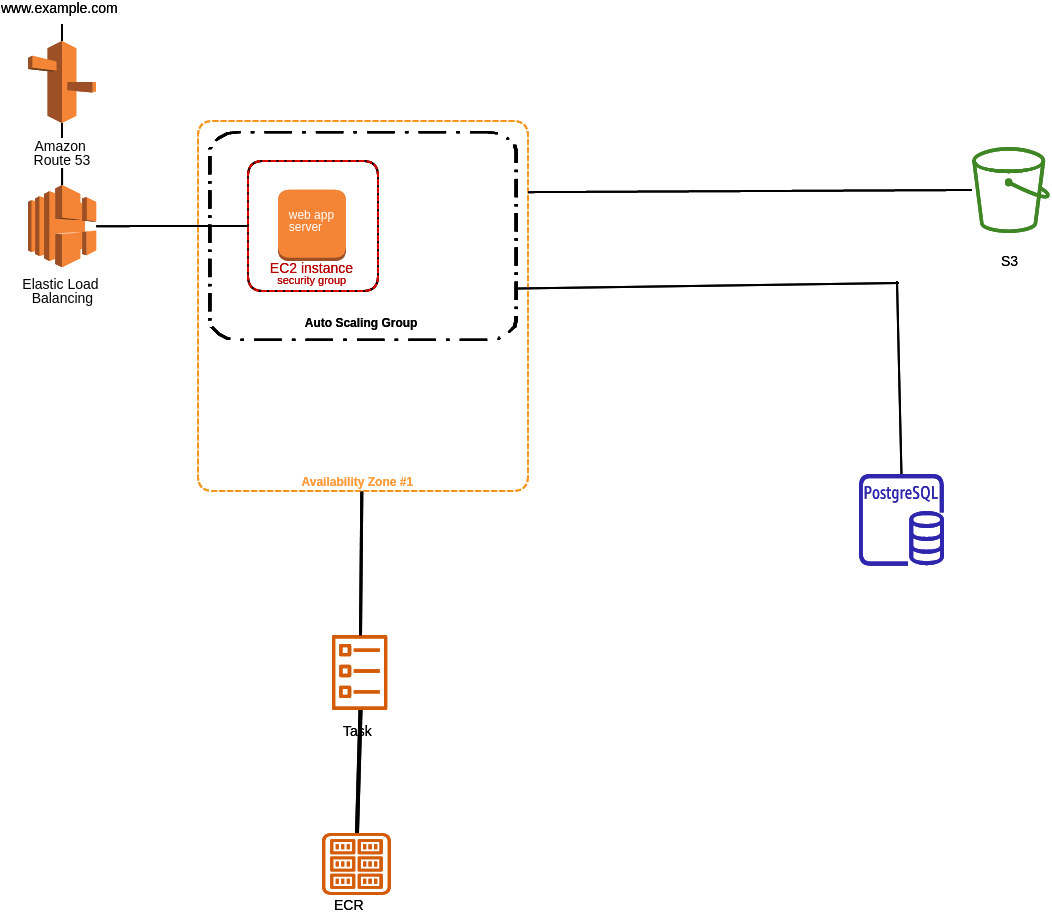 www.example.com
Amazon
Route 53
Elastic Load
Balancing
web app
server
EC2 instance
security group
Auto Scaling Group
Availability Zone #1
S3
PostgreSQL
Task
ECR